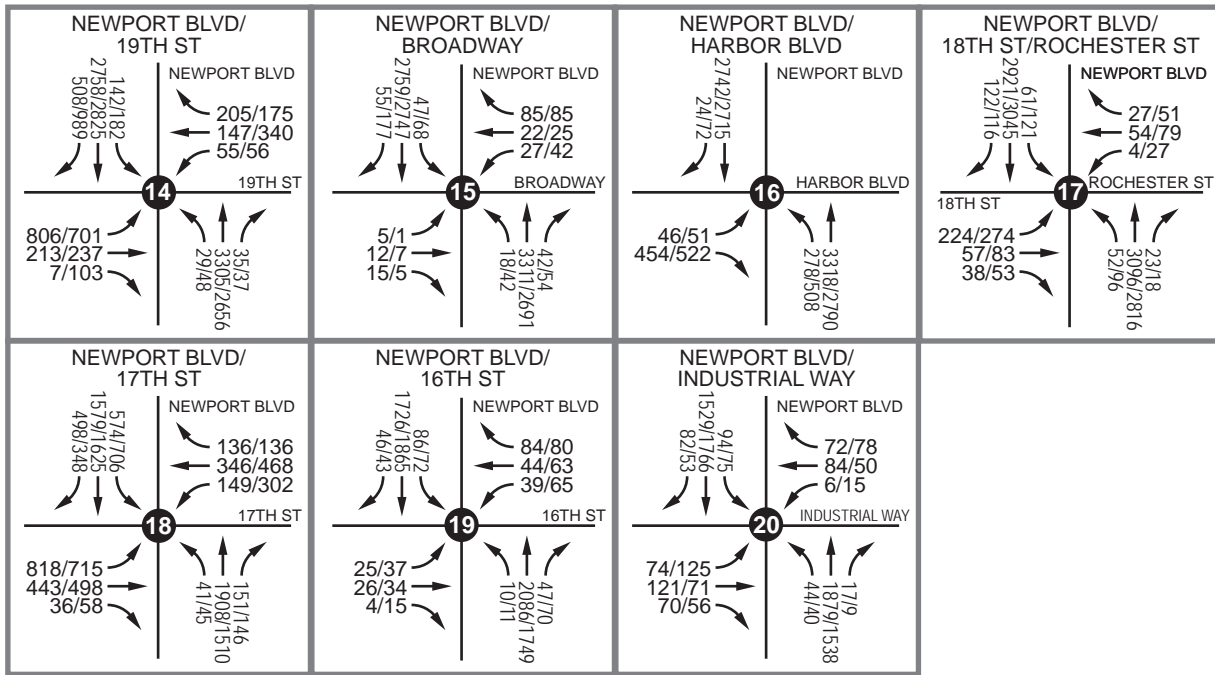 NEWPORT BLVD/
19TH ST
508/989
2758/2825
142/182
NEWPORT BLVD
205/175
147/340
55/56
14
19TH ST
806/701
213/237
7/103
29/48
3305/2656
35/37
NEWPORT BLVD/
BROADWAY
55/177
2759/2747
47/68
NEWPORT BLVD
85/85
22/25
27/42
15
BROADWAY
5/1
12/7
15/5
18/42
3311/2691
42/54
NEWPORT BLVD/
HARBOR BLVD
24/72
2742/2715
NEWPORT BLVD
16
HARBOR BLVD
46/51
454/522
278/508
3318/2790
NEWPORT BLVD/
18TH ST/ROCHESTER ST
122/116
2921/3045
61/121
NEWPORT BLVD
27/51
54/79
4/27
17
ROCHESTER ST
18TH ST
224/274
57/83
38/53
52/96
3096/2816
23/18
NEWPORT BLVD/
17TH ST
498/348
1579/1625
574/706
NEWPORT BLVD
136/136
346/468
149/302
18
17TH ST
818/715
443/498
36/58
41/45
1908/1510
151/146
NEWPORT BLVD/
16TH ST
46/43
1726/1865
86/72
NEWPORT BLVD
84/80
44/63
39/65
19
16TH ST
25/37
26/34
4/15
10/11
2086/1749
47/70
NEWPORT BLVD/
INDUSTRIAL WAY
82/53
1529/1766
94/75
NEWPORT BLVD
72/78
84/50
6/15
20
INDUSTRIAL WAY
74/125
121/71
70/56
44/40
1879/1538
17/9